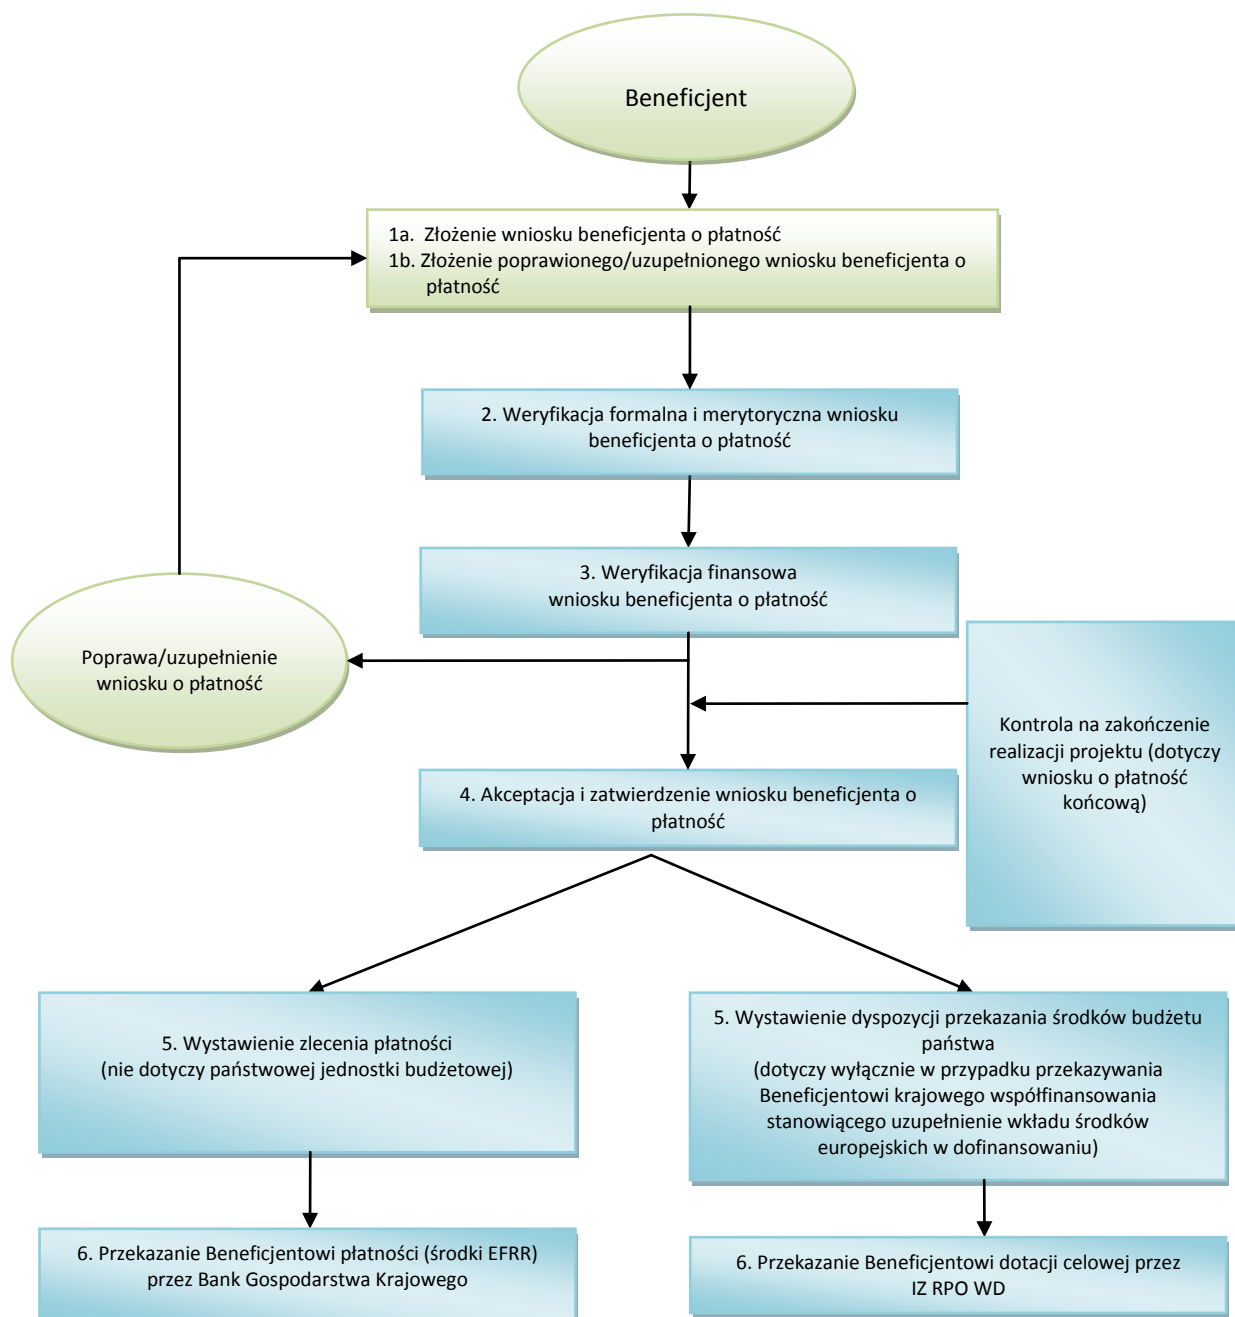 Beneficjent
1a. Złożenie wniosku beneficjenta o płatność
1b. Złożenie poprawionego/uzupełnionego wniosku beneficjenta o
płatność
2. Weryfikacja formalna i merytoryczna wniosku
beneficjenta o płatność
3. Weryfikacja finansowa
wniosku beneficjenta o płatność
Poprawa/uzupełnienie
wniosku o płatność
Kontrola na zakończenie
realizacji projektu (dotyczy
wniosku o płatność
końcową)
4. Akceptacja i zatwierdzenie wniosku beneficjenta o
płatność
5. Wystawienie zlecenia płatności
(nie dotyczy państwowej jednostki budżetowej)
5. Wystawienie dyspozycji przekazania środków budżetu
państwa
(dotyczy wyłącznie w przypadku przekazywania
Beneficjentowi krajowego współfinansowania
stanowiącego uzupełnienie wkładu środków
europejskich w dofinansowaniu)
6. Przekazanie Beneficjentowi płatności (środki EFRR)
przez Bank Gospodarstwa Krajowego
6. Przekazanie Beneficjentowi dotacji celowej przez
IZ RPO WD